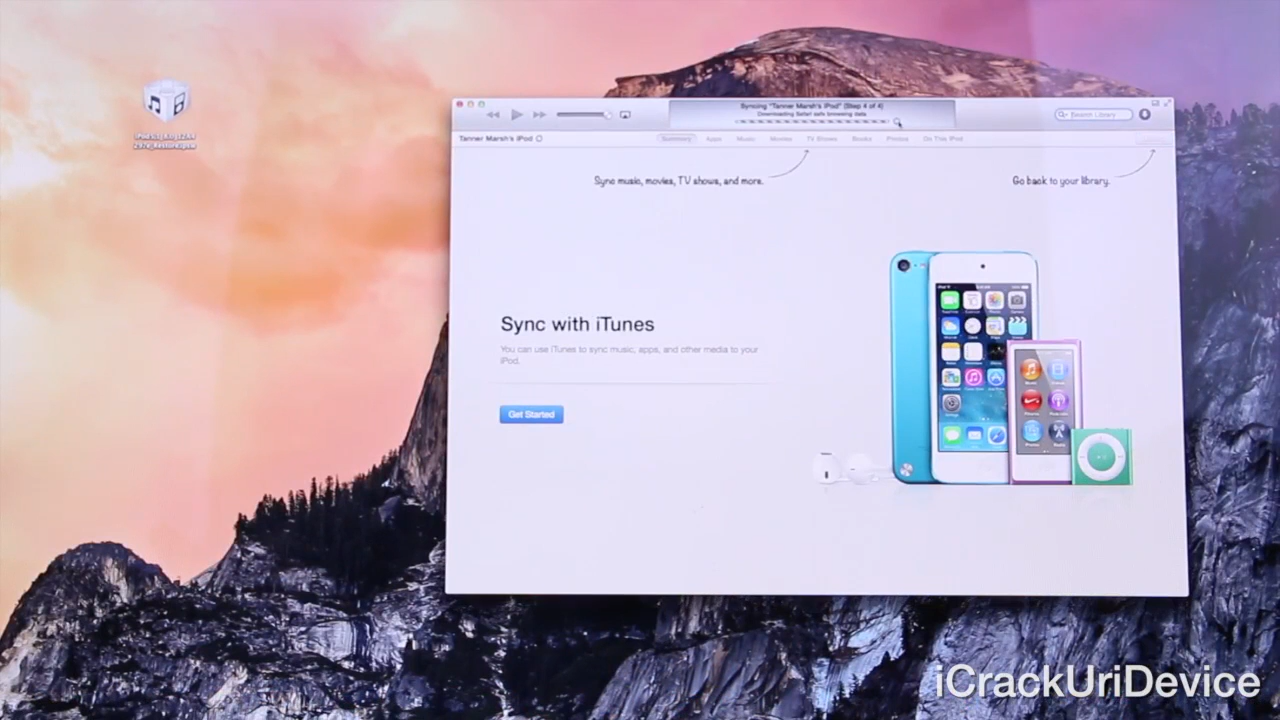 Syncing "Tanner Marsh's iPod" (Step 4 of 4)
Downloading Safari safe browsing data
Search Library
Tanner Marsh's iPod
Summary Apps Music Movies TV Shows Books Photos On This iPod
Sync music, movies, TV shows, and more.
Go back to your library.
Sync with iTunes
You can use iTunes to sync music, apps, and other media to your
iPod.
Get Started
iCrackUriDevice